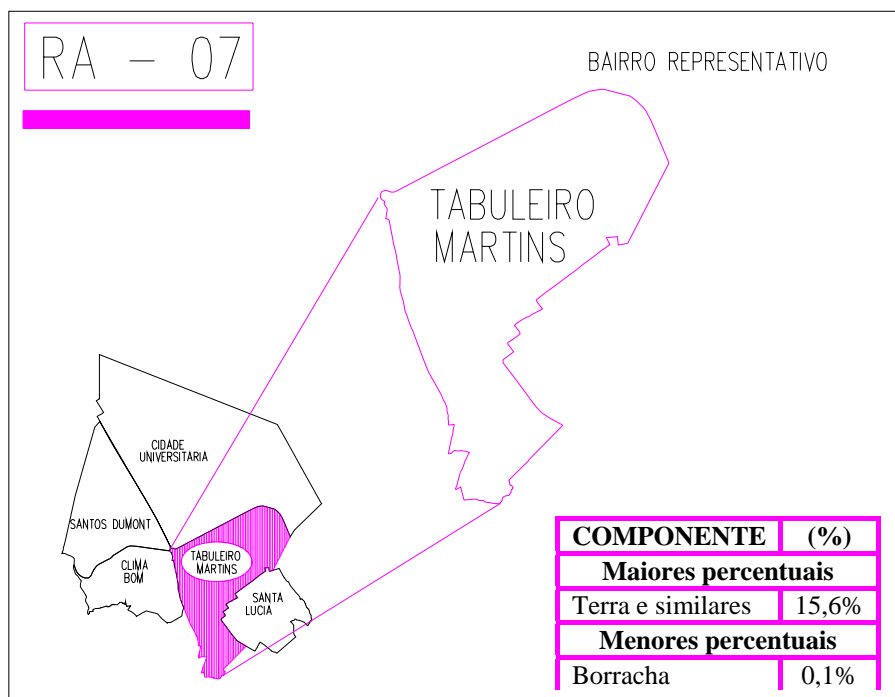 RA - 07
BAIRRO REPRESENTATIVO
TABULEIRO
MARTINS
CIDADE
UNIVERSITARIA
SANTOS DUMONT
CLIMA
BOM
TABULEIRO
MARTINS
SANTA
LUCIA
COMPONENTE (%)
Maiores percentuais
Terra e similares 15,6%
Menores percentuais
Borracha 0,1%